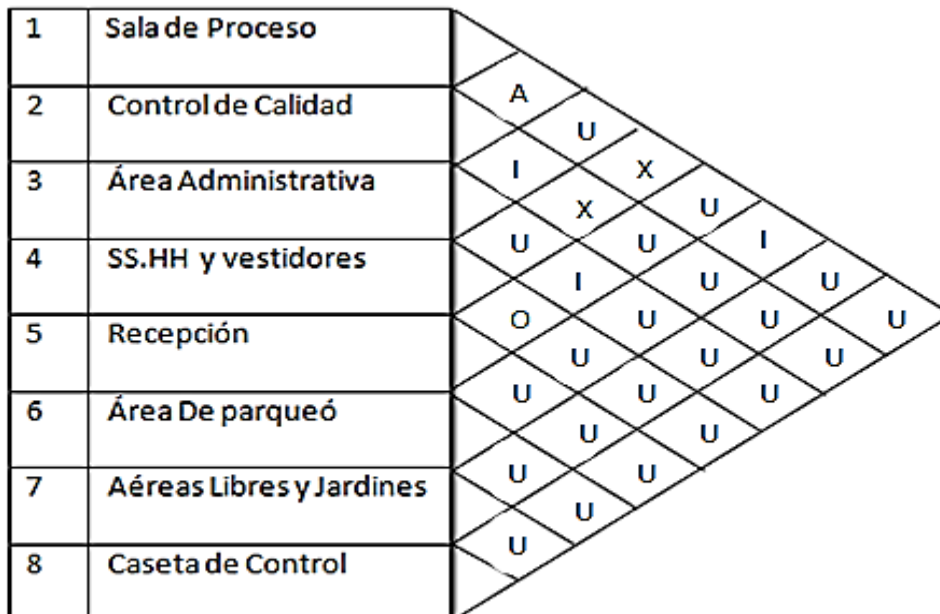 1 Sala de Proceso
2 Control de Calidad
3 Área Administrativa
4 SS.HH y vestidores
5 Recepción
6 Área De parqueó
7 Aéreas Libres y Jardines
8 Caseta de Control
A
U
I X
X U
U U I
I U U
O U U U
U U U
U U U
U U
U U
U
U